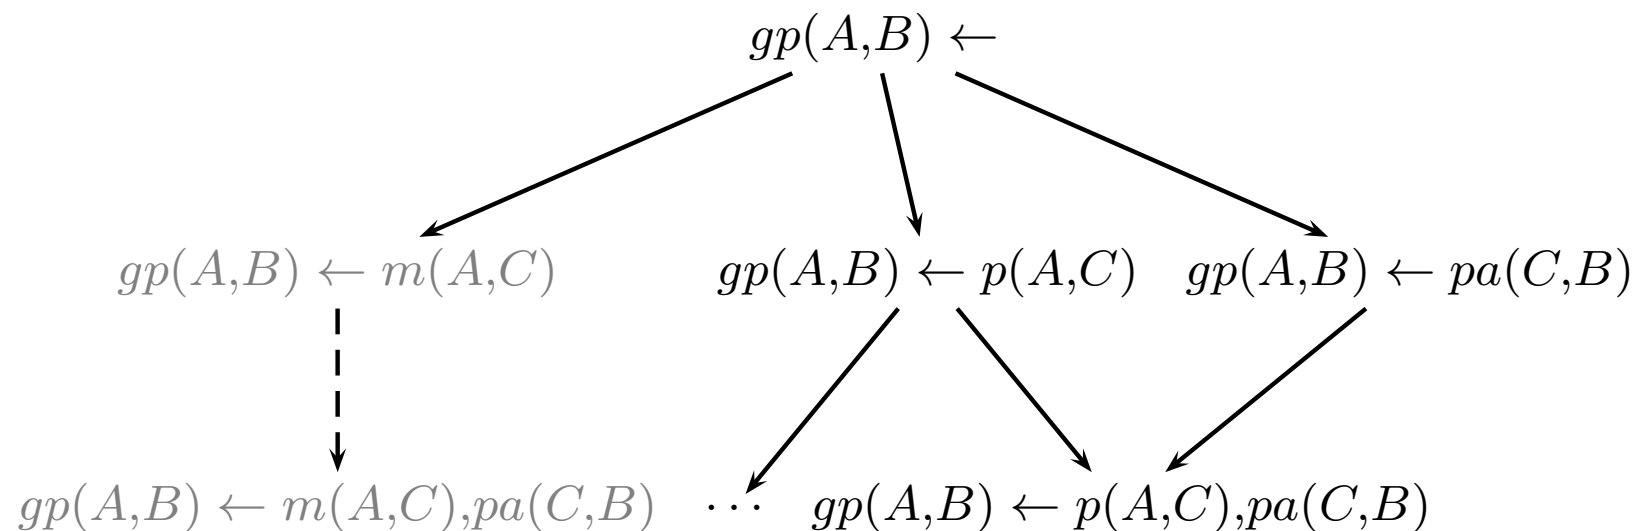 gp(A,B) ←
gp(A,B) ← m(A,C)
gp(A,B) ← p(A,C)
gp(A,B) ← pa(C,B)
gp(A,B) ← m(A,C),pa(C,B)
···
gp(A,B) ← p(A,C),pa(C,B)